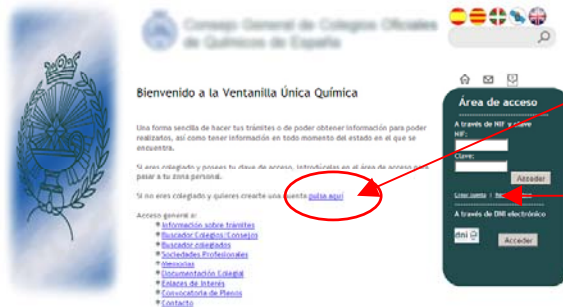 Consejo General de Colegios Oficiales
de Químicos de España
Bienvenido a la Ventanilla Única Química
Una forma sencilla de hacer tus trámites o de poder obtener información para poder
realizarlos, así como tener información en todo momento del estado en el que se
encuentra.
Si eres colegiado y posees tu clave de acceso, introdúcelas en el área de acceso para
pasar a tu zona personal.
Si no eres colegiado y quieres crearte una cuenta pulsa aquí
Acceso general a:
Información sobre trámites
Buscador Colegios/Consejos
Buscador colegiados
Sociedades Profesionales
Memorias
Documentación Colegial
Enlaces de Interés
Convocatoria de Plenos
Contacto
Área de acceso
A través de NIF y clave
NIF:
Clave:
Acceder
Crear cuenta |
A través de DNI electrónico
dni e
Acceder